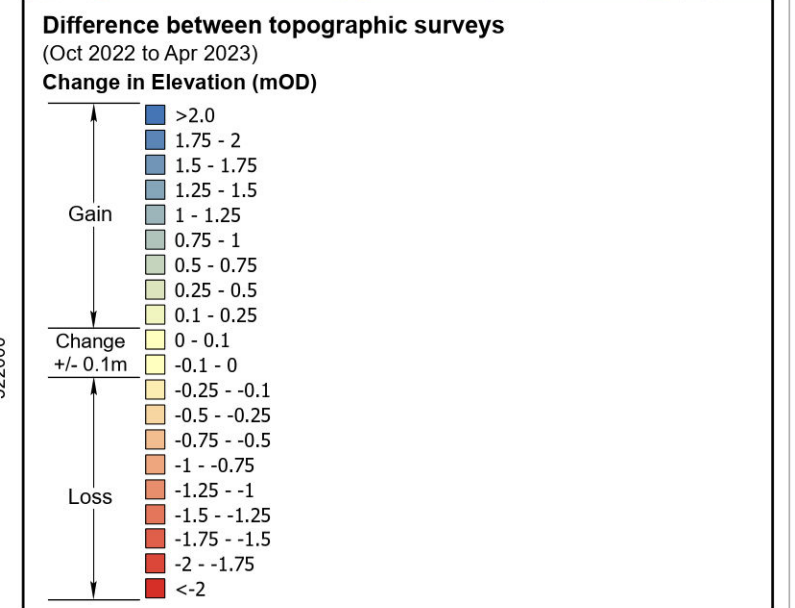 Difference between topographic surveys
(Oct 2022 to Apr 2023)
Change in Elevation (mOD)
>2.0
1.75 - 2
1.5 - 1.75
1.25 - 1.5
Gain
1 - 1.25
0.75 - 1
0.5 - 0.75
0.25 - 0.5
0.1 - 0.25
Change
+/- 0.1m
0 - 0.1
-0.1 - 0
-0.25 - -0.1
-0.5 - -0.25
-0.75 - -0.5
-1 - -0.75
-1.25 - -1
Loss
-1.5 - -1.25
-1.75 - -1.5
-2 - -1.75
<-2